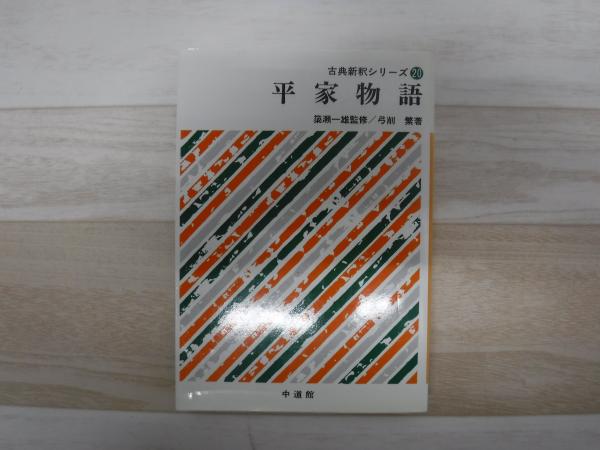 古典新釈シリーズ20
平家物語
簗瀬一雄監修/弓削 繁著
中道館